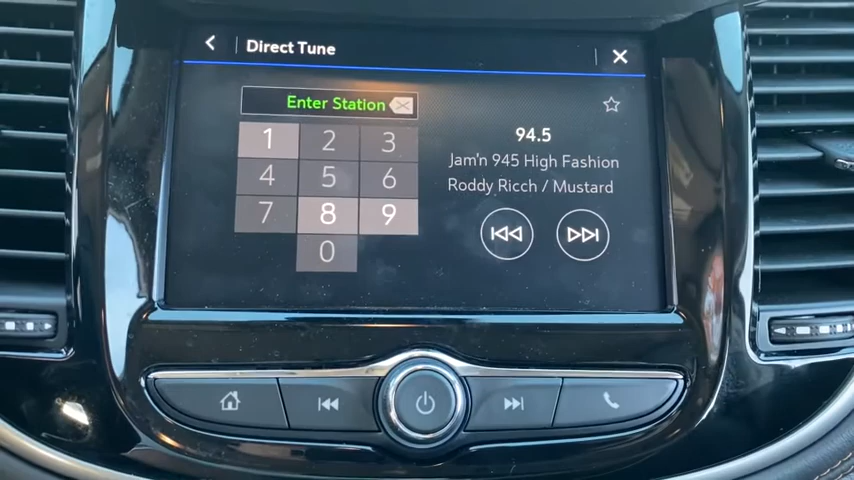 Direct Tune
Enter Station
1 2 3
4 5 6
7 8 9
0
94.5
Jam'n 945 High Fashion
Roddy Ricch / Mustard